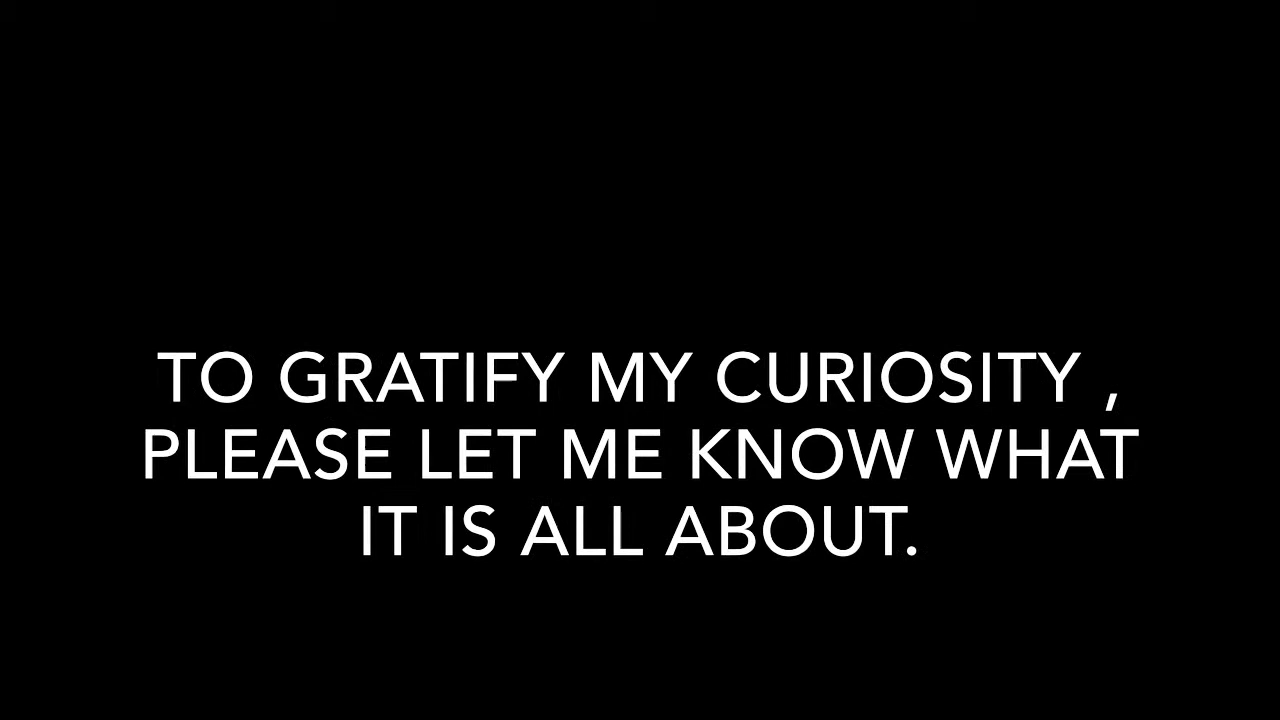 TO GRATIFY MY CURIOSITY ,
PLEASE LET ME KNOW WHAT
IT IS ALL ABOUT.